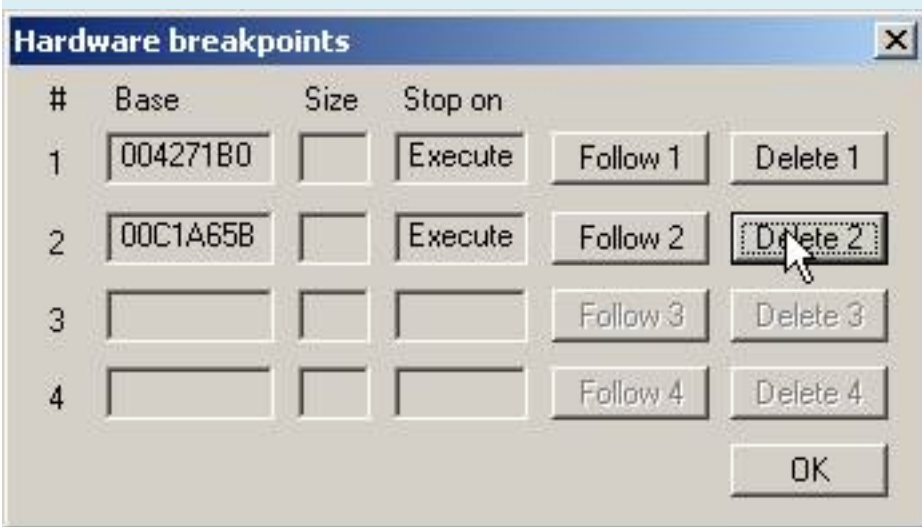 Hardware breakpoints
# Base Size Stop on
1 004271B0 Execute Follow 1 Delete 1
2 00C1A65B Execute Follow 2 Delete 2
3 Follow 3 Delete 3
4 Follow 4 Delete 4
OK